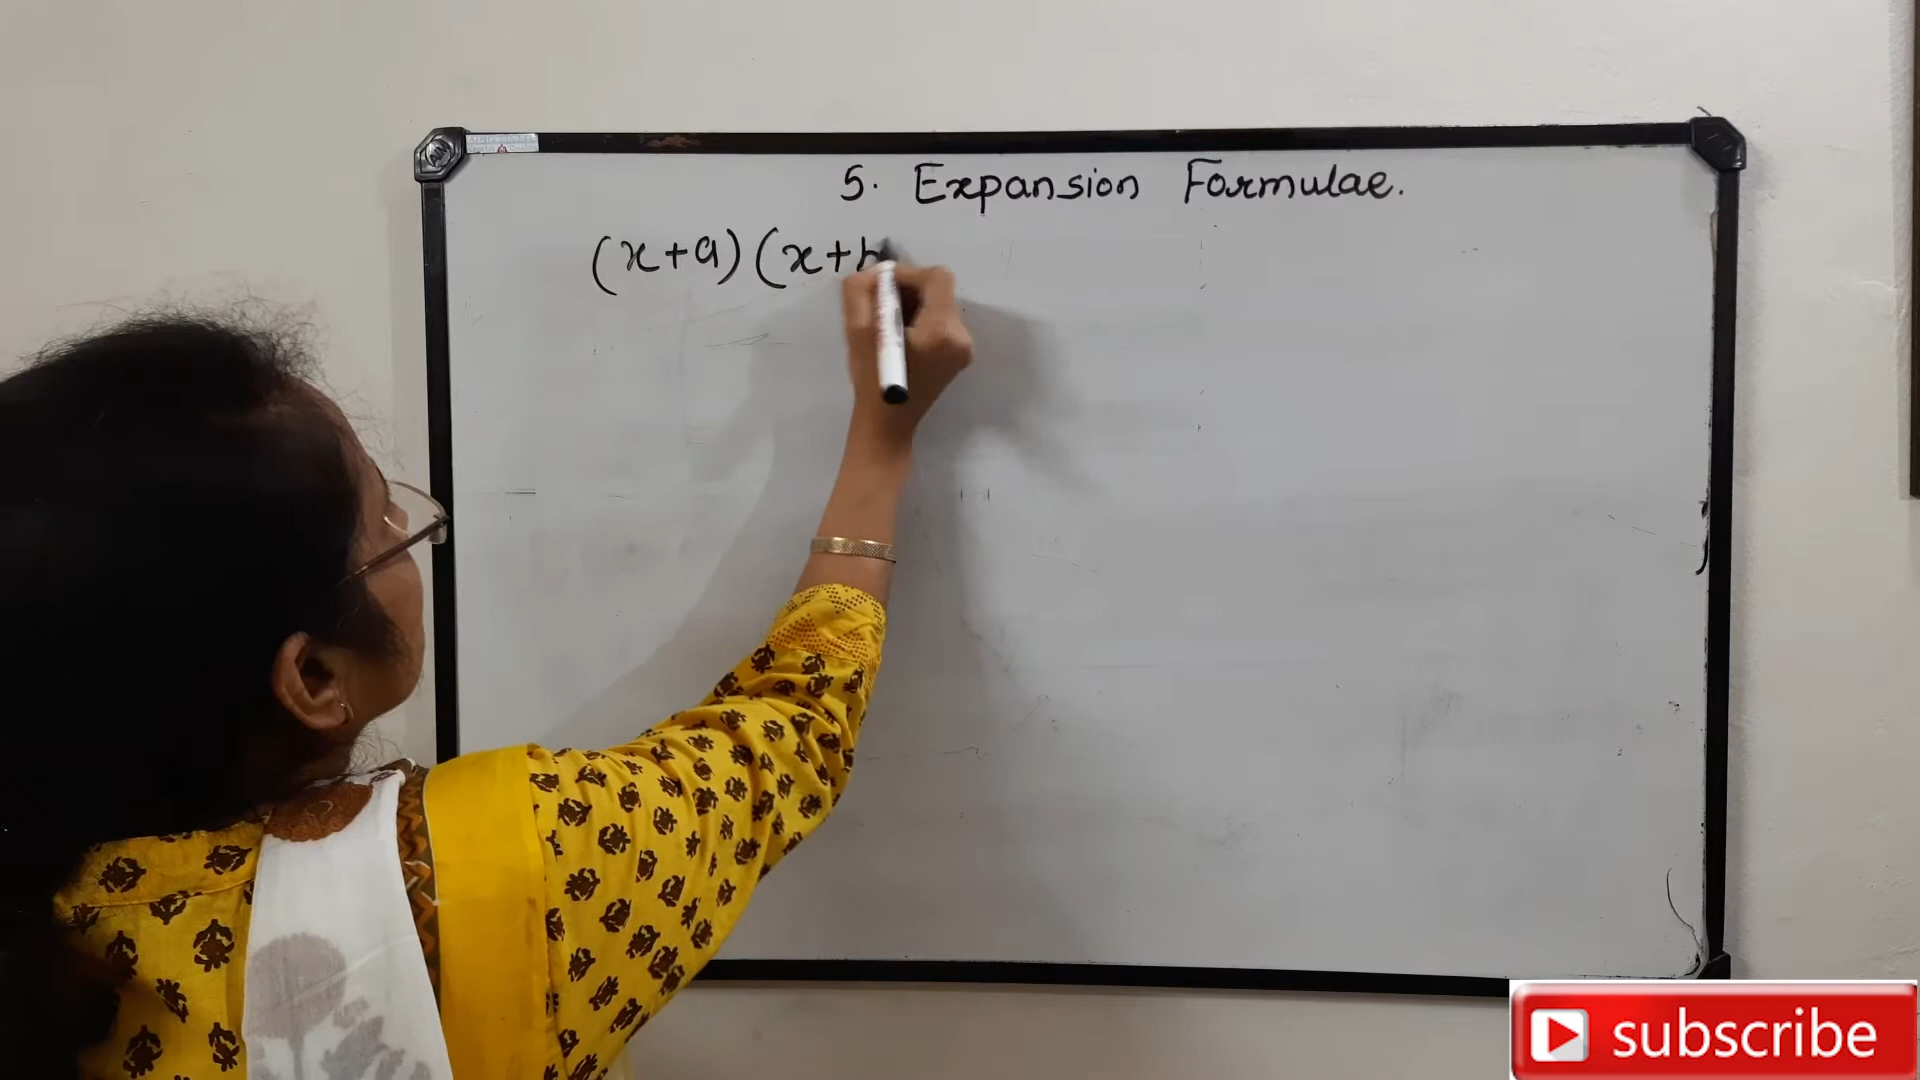 5. Expansion Formulae.
(x+a)(x+b
subscribe